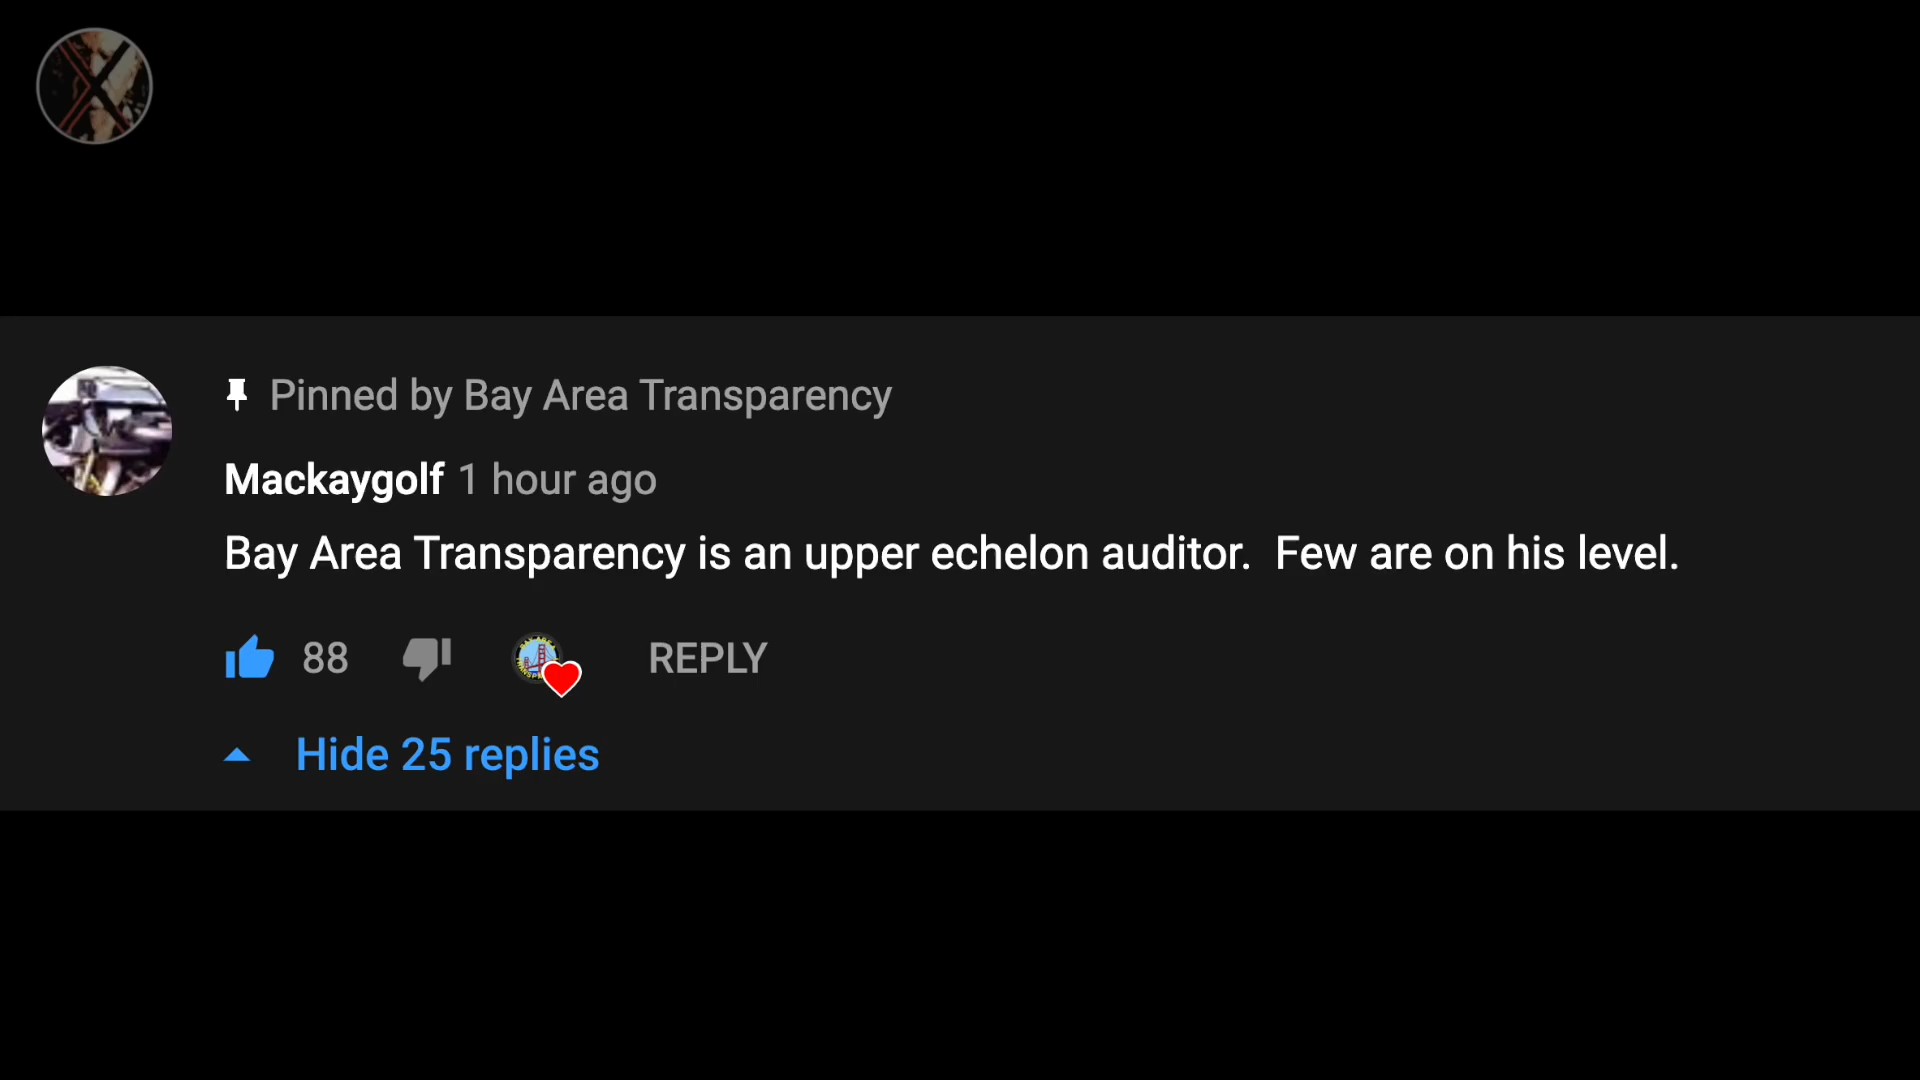 Pinned by Bay Area Transparency
Mackaygolf 1 hour ago
Bay Area Transparency is an upper echelon auditor.  Few are on his level.
88 REPLY
Hide 25 replies